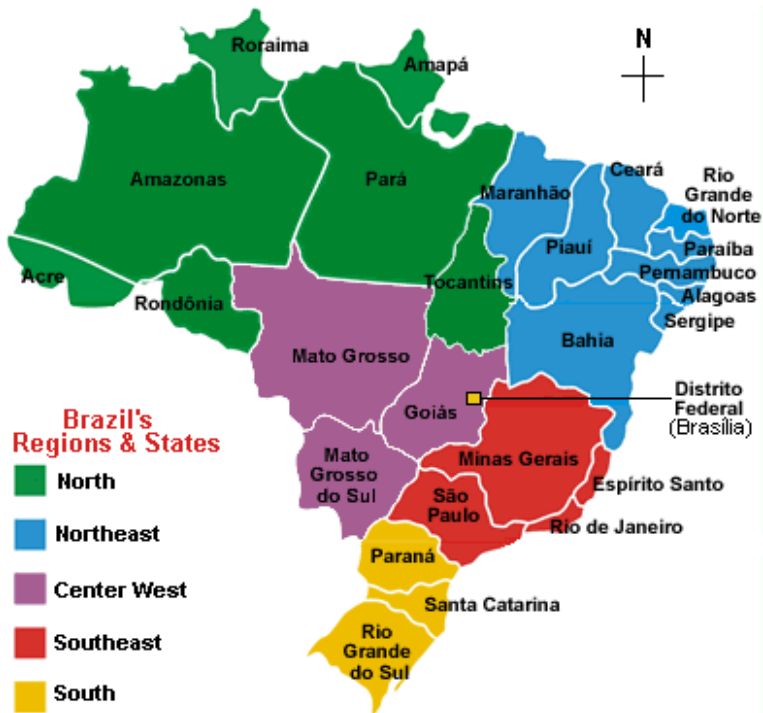 Roraima
Amapá
N
Amazonas
Pará
Maranhão
Ceará
Rio
Grande
do Norte
Piauí
Paraíba
Pernambuco
Alagoas
Sergipe
Acre
Rondônia
Tocantins
Bahia
Mato Grosso
Goiás
Distrito
Federal
(Brasília)
Mato
Grosso
do Sul
Minas Gerais
Espírito Santo
São
Paulo
Rio de Janeiro
Paraná
Santa Catarina
Rio
Grande
do Sul
Brazil's
Regions & States
North
Northeast
Center West
Southeast
South